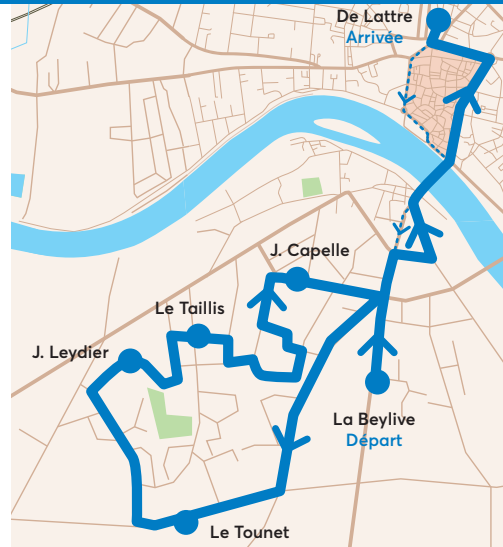 De Lattre
Arrivée
J. Capelle
Le Taillis
J. Leydier
La Beylive
Départ
Le Tounet